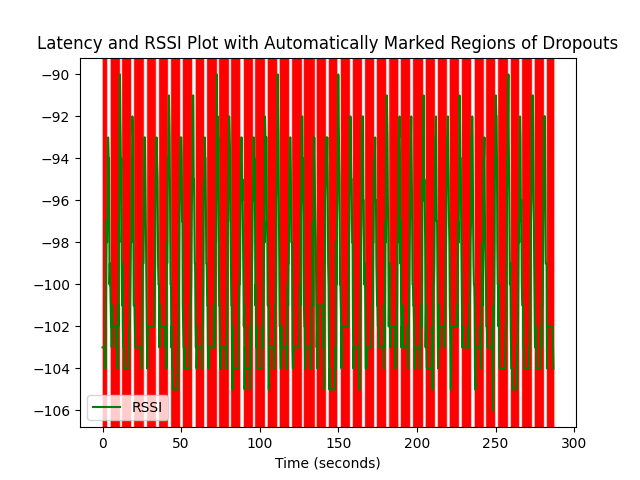 Latency and RSSI Plot with Automatically Marked Regions of Dropouts
−90
−92
−94
−96
−98
−100
−102
−104
−106
RSSI
0 50 100 150 200 250 300
Time (seconds)